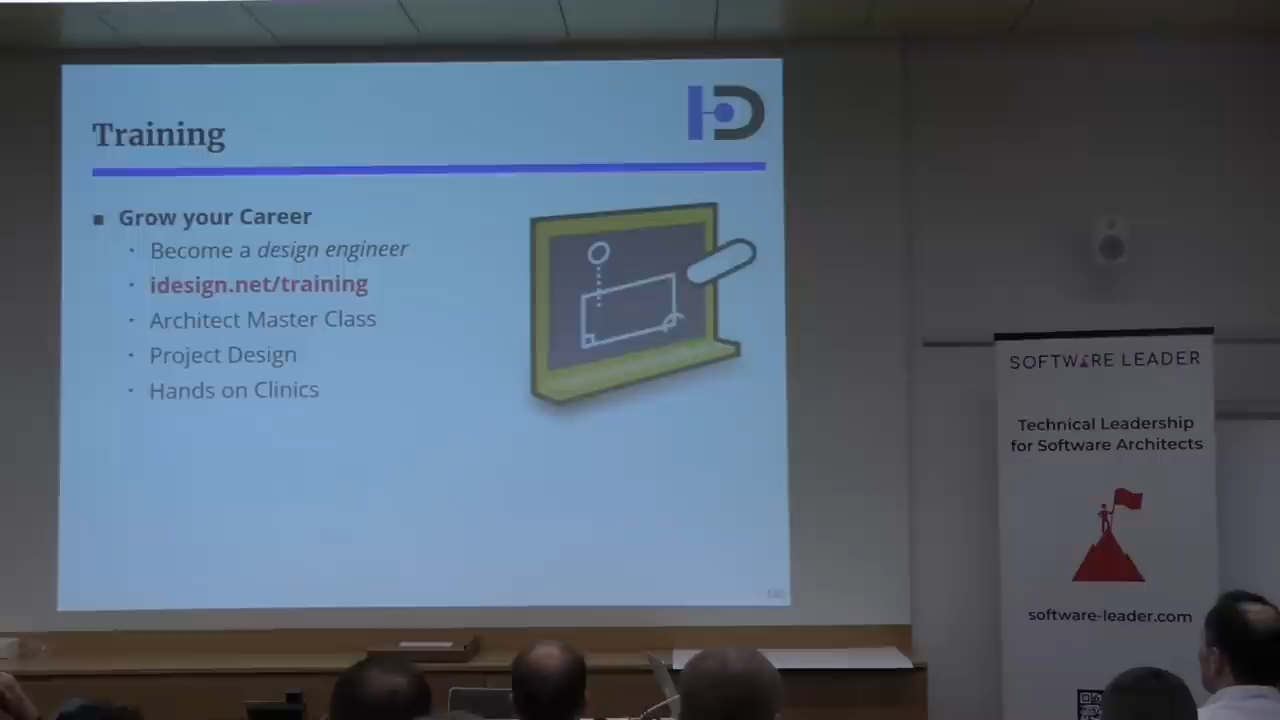 Training
Grow your Career
Become a design engineer
idesign.net/training
Architect Master Class
Project Design
Hands on Clinics
SOFTWARE LEADER
Technical Leadership
for Software Architects
software-leader.com